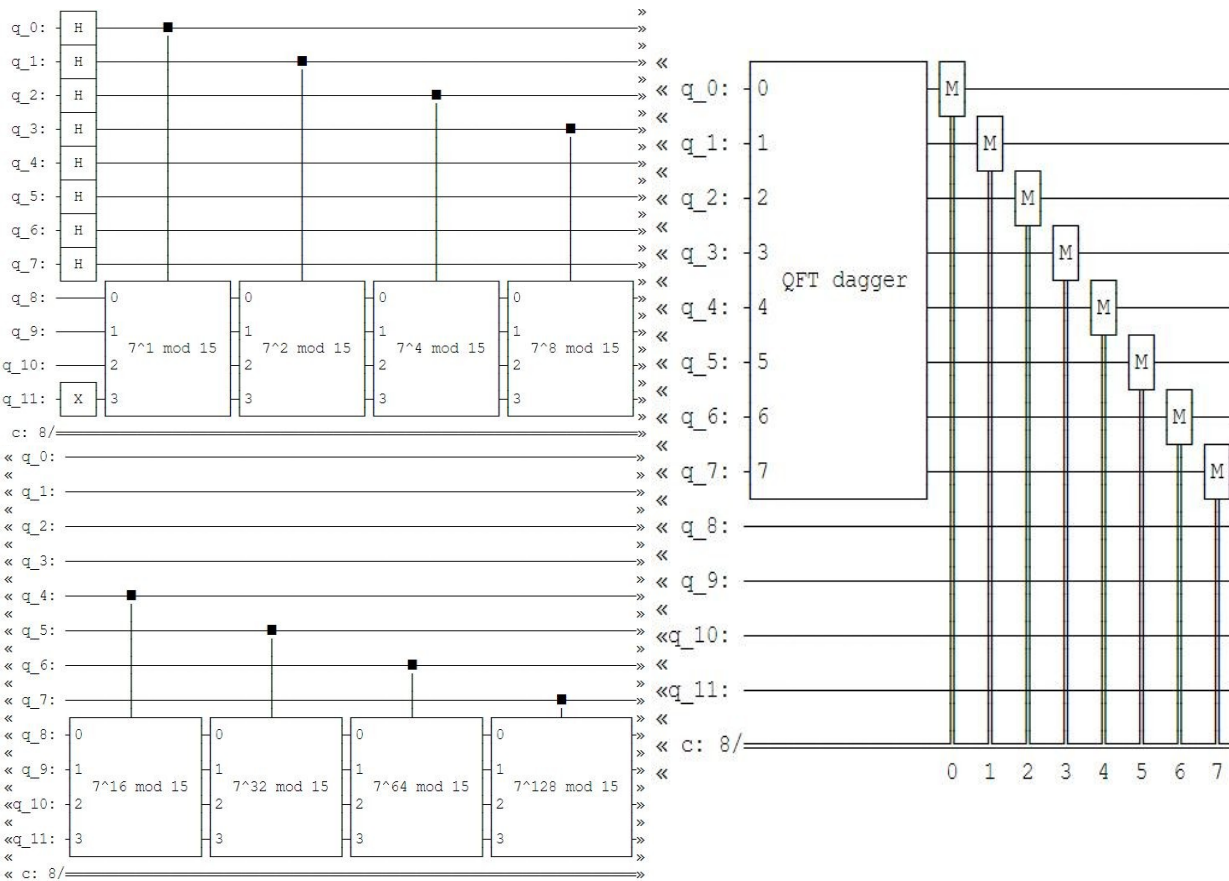 q_0: H »
»
q_1: H »
»
q_2: H »
»
q_3: H »
»
q_4: H »
»
q_5: H »
»
q_6: H »
»
q_7: H »
»
q_8: 0 0 0 0 »
»
q_9: 1 1 1 1 »
7^1 mod 15 7^2 mod 15 7^4 mod 15 7^8 mod 15 »
q_10: 2 2 2 2 »
»
q_11: X 3 3 3 3 »
»
c: 8/ »
« q_0: »
« »
« q_1: »
« »
« q_2: »
« »
« q_3: »
« »
« q_4: »
« »
« q_5: »
« »
« q_6: »
« »
« q_7: »
« »
« q_8: 0 0 0 0 »
« »
« q_9: 1 1 1 1 »
« 7^16 mod 15 7^32 mod 15 7^64 mod 15 7^128 mod 15 »
«q_10: 2 2 2 2 »
« »
«q_11: 3 3 3 3 »
« »
« c: 8/ »
«
« q_0: 0 M
«
« q_1: 1 M
«
« q_2: 2 M
«
« q_3: 3 M
« QFT dagger
« q_4: 4 M
«
« q_5: 5 M
«
« q_6: 6 M
«
« q_7: 7 M
«
« q_8:
«
« q_9:
«
«q_10:
«
«q_11:
«
« c: 8/
« 0 1 2 3 4 5 6 7